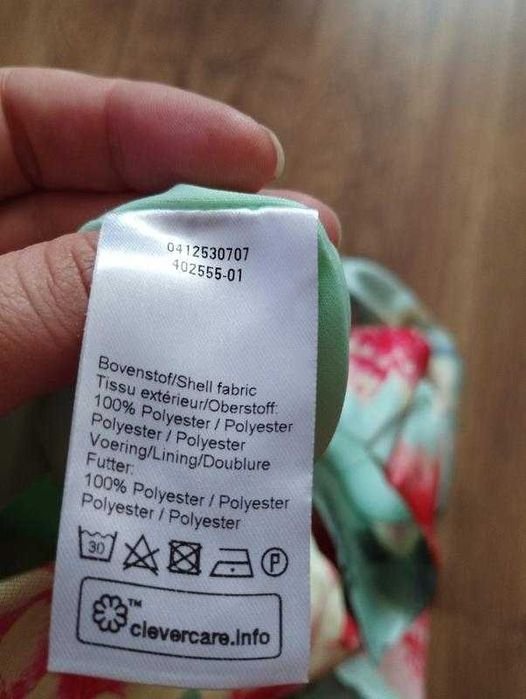 0412530707
402555-01
Bovenstof/Shell fabric
Tissu extérieur/Oberstoff:
100% Polyester / Polyester
Polyester / Polyester
Voering/Lining/Doublure
Futter:
100% Polyester / Polyester
Polyester / Polyester
30 P
™
clevercare.info